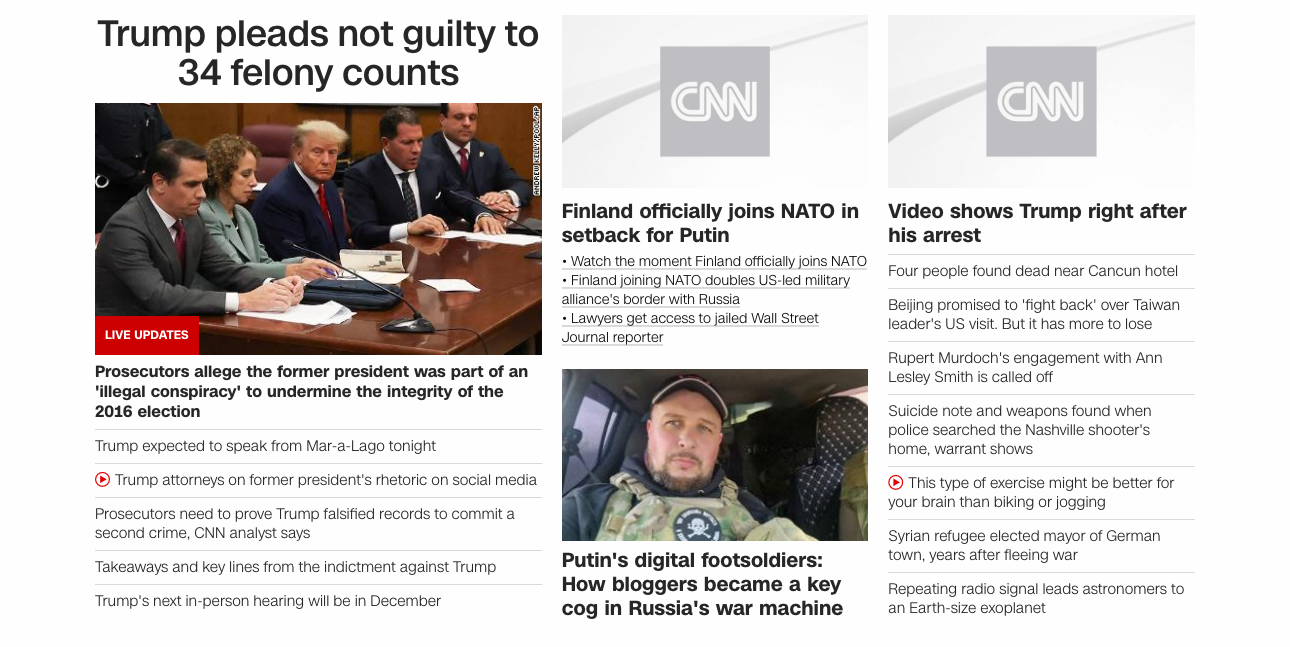 Trump pleads not guilty to
34 felony counts
ANDREW KELLY/POOL/AP
LIVE UPDATES
Prosecutors allege the former president was part of an
'illegal conspiracy' to undermine the integrity of the
2016 election
Trump expected to speak from Mar-a-Lago tonight
Trump attorneys on former president's rhetoric on social media
Prosecutors need to prove Trump falsified records to commit a
second crime, CNN analyst says
Takeaways and key lines from the indictment against Trump
Trump's next in-person hearing will be in December
CNN
Finland officially joins NATO in
setback for Putin
• Watch the moment Finland officially joins NATO
• Finland joining NATO doubles US-led military
alliance's border with Russia
• Lawyers get access to jailed Wall Street
Journal reporter
Putin's digital footsoldiers:
How bloggers became a key
cog in Russia's war machine
CNN
Video shows Trump right after
his arrest
Four people found dead near Cancun hotel
Beijing promised to 'fight back' over Taiwan
leader's US visit. But it has more to lose
Rupert Murdoch's engagement with Ann
Lesley Smith is called off
Suicide note and weapons found when
police searched the Nashville shooter's
home, warrant shows
This type of exercise might be better for
your brain than biking or jogging
Syrian refugee elected mayor of German
town, years after fleeing war
Repeating radio signal leads astronomers to
an Earth-size exoplanet